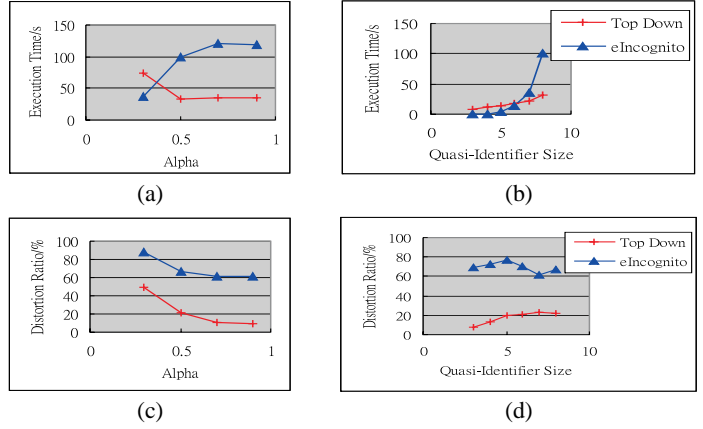 150
100
50
0
0
0.5
1
Execution Time/s
Alpha
(a)
150
100
50
0
0
5
10
Execution Time/s
Quasi-Identifier Size
Top Down
eIncognito
(b)
100
80
60
40
20
0
0
0.5
1
Distortion Ratio/%
Alpha
(c)
100
80
60
40
20
0
0
5
10
Distortion Ratio/%
Quasi-Identifier Size
Top Down
eIncognito
(d)